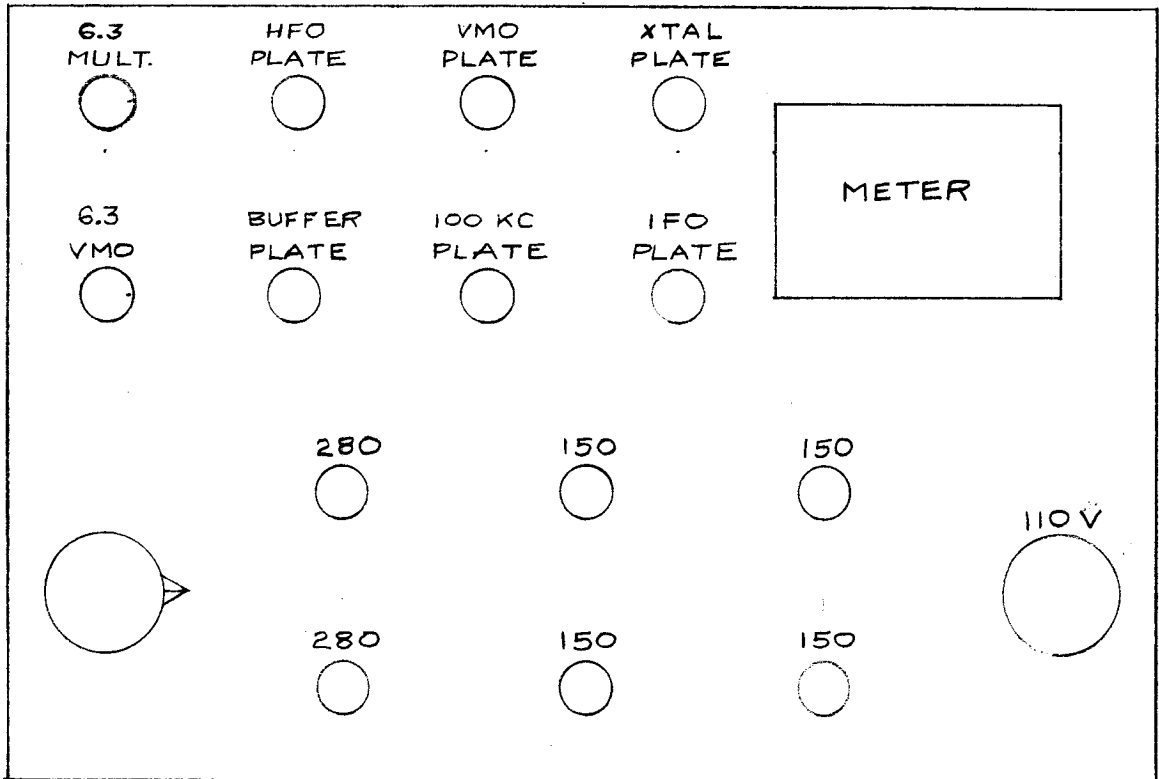 6.3
MULT.
HFO
PLATE
VMO
PLATE
XTAL
PLATE
METER
6.3
VMO
BUFFER
PLATE
100 KC
PLATE
IFO
PLATE
280
150
150
110 V
280
150
150